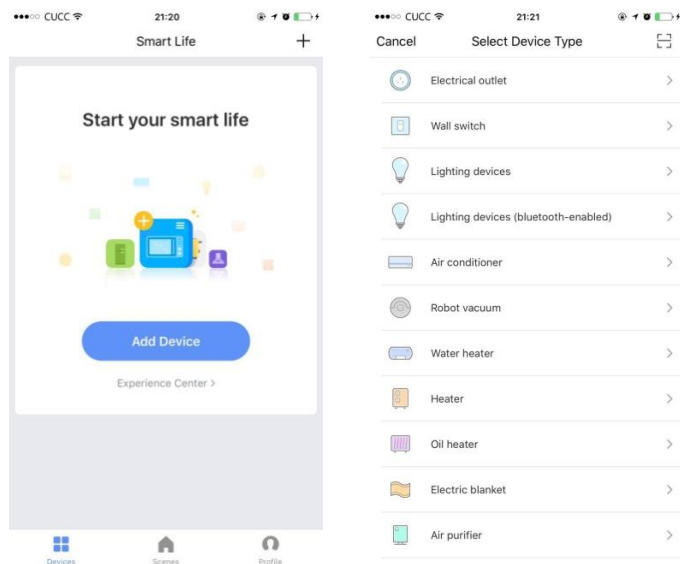 CUCC 21:20
Smart Life
Start your smart life
Add Device
Experience Center >
Devices Scenes Profile
CUCC 21:21
Cancel Select Device Type
Electrical outlet
Wall switch
Lighting devices
Lighting devices (bluetooth-enabled)
Air conditioner
Robot vacuum
Water heater
Heater
Oil heater
Electric blanket
Air purifier